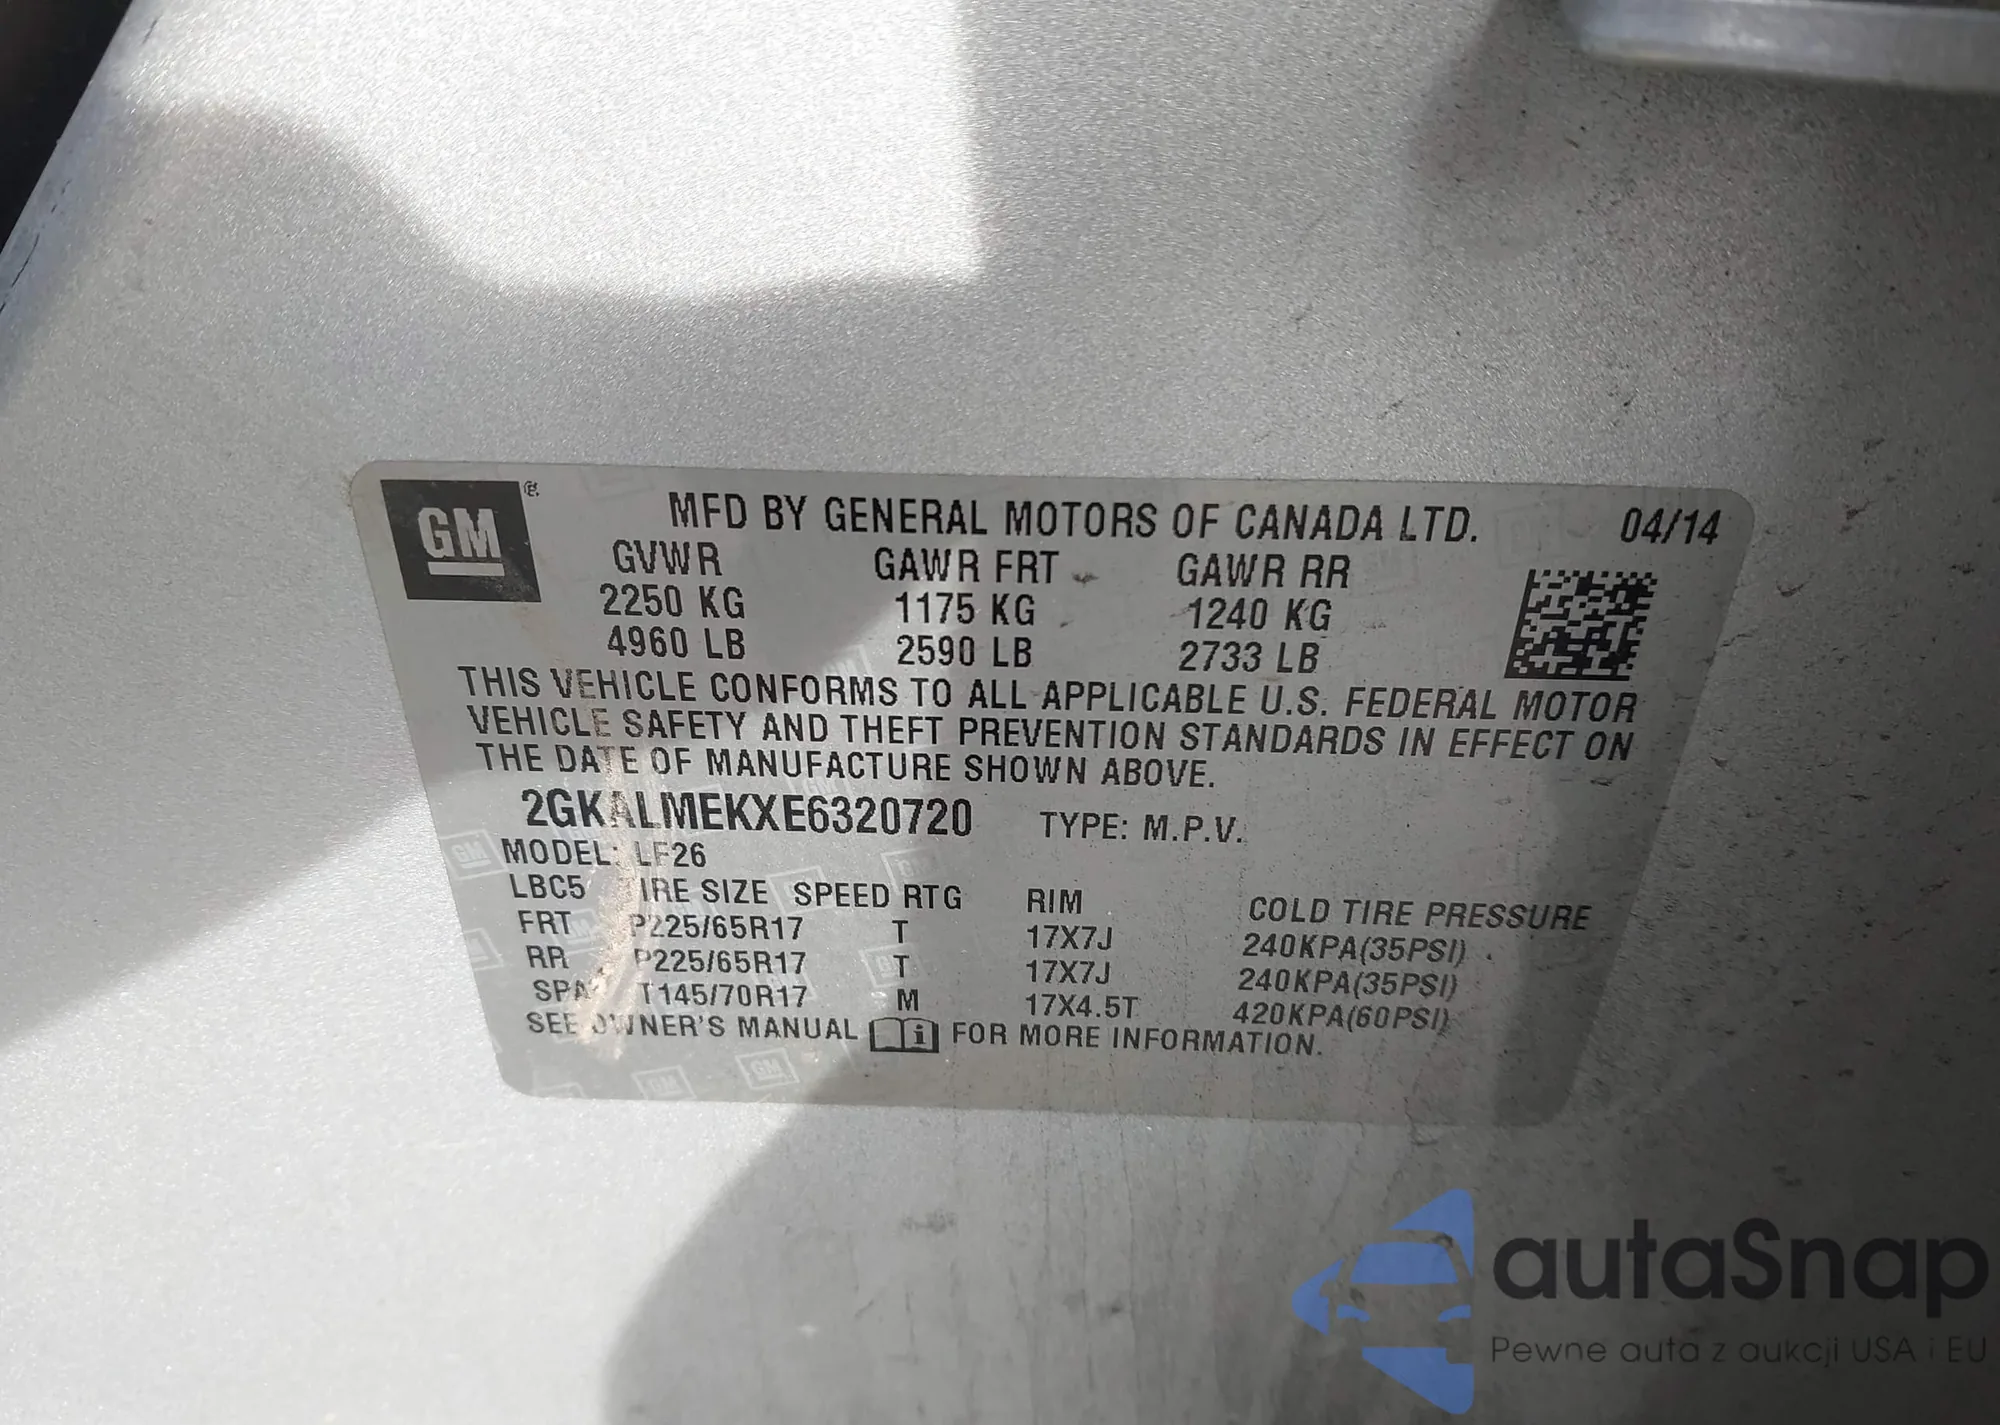 GM ®
MFD BY GENERAL MOTORS OF CANADA LTD. 04/14
GVWR GAWR FRT GAWR RR
2250 KG 1175 KG 1240 KG
4960 LB 2590 LB 2733 LB
THIS VEHICLE CONFORMS TO ALL APPLICABLE U.S. FEDERAL MOTOR
VEHICLE SAFETY AND THEFT PREVENTION STANDARDS IN EFFECT ON
THE DATE OF MANUFACTURE SHOWN ABOVE.
2GKALMEKXE6320720 TYPE: M.P.V.
MODEL: LF26
LBC5 TIRE SIZE SPEED RTG RIM COLD TIRE PRESSURE
FRT P225/65R17 T 17X7J 240KPA(35PSI)
RR P225/65R17 T 17X7J 240KPA(35PSI)
SPA T145/70R17 M 17X4.5T 420KPA(60PSI)
SEE OWNER'S MANUAL i FOR MORE INFORMATION.
autaSnap
Pewne auta z aukcji USA i EU